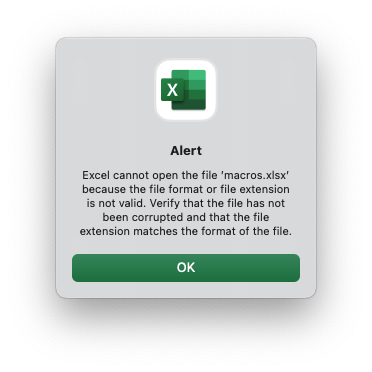 X
Alert
Excel cannot open the file ‘macros.xlsx’
because the file format or file extension
is not valid. Verify that the file has not
been corrupted and that the file
extension matches the format of the file.
OK